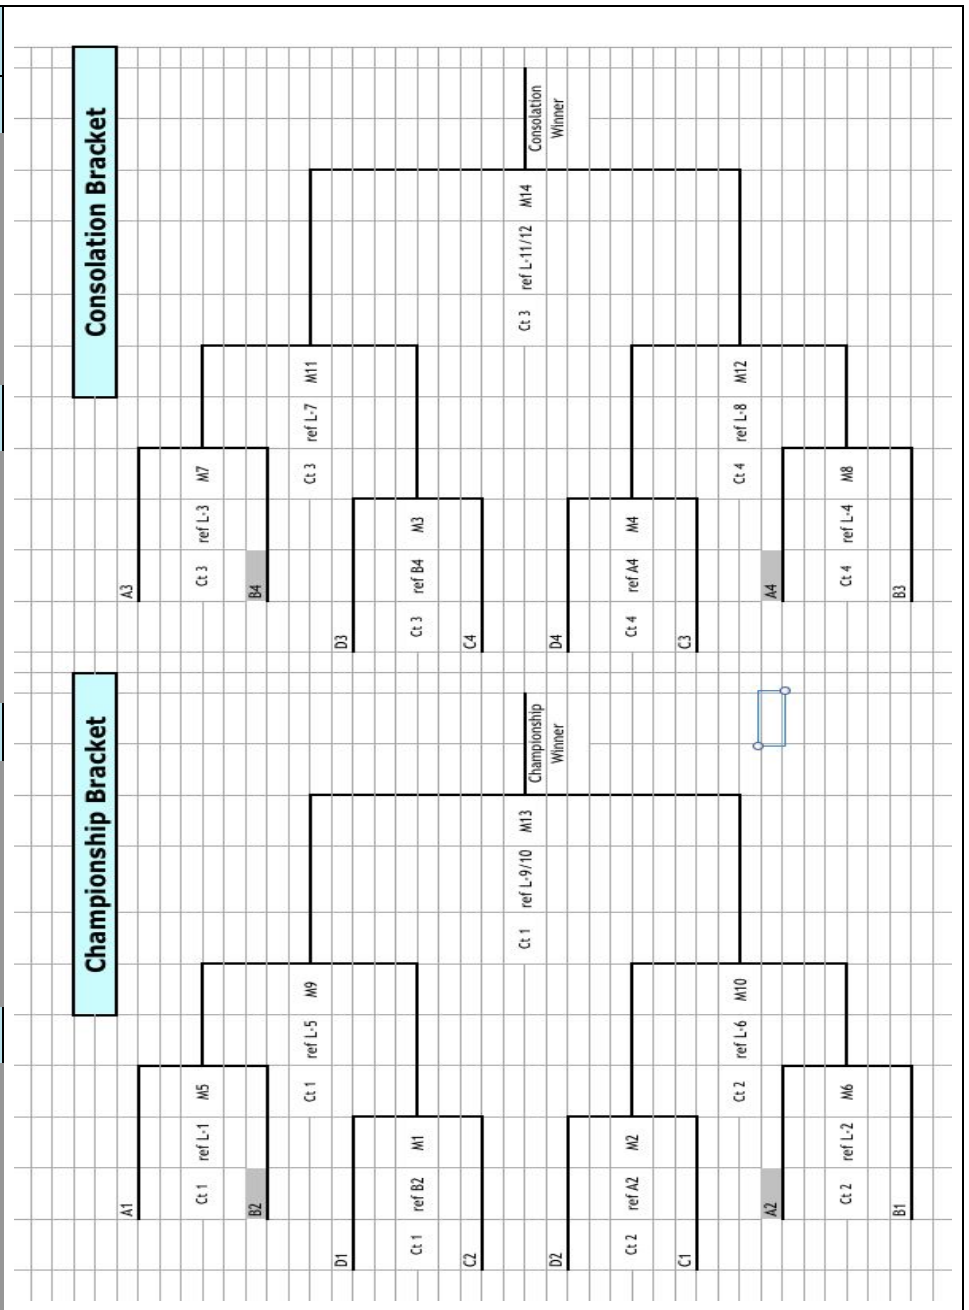 Championship Bracket
A1
Ct 1 ref L-1 M5
B2
Ct 1 ref L-5 M9
D1
Ct 1 ref B2 M1
C2
Ct 1 ref L-9/10 M13
Championship
Winner
D2
Ct 2 ref A2 M2
C1
Ct 2 ref L-6 M10
A2
Ct 2 ref L-2 M6
B1
Consolation Bracket
A3
Ct 3 ref L-3 M7
B4
Ct 3 ref L-7 M11
D3
Ct 3 ref B4 M3
C4
Ct 3 ref L-11/12 M14
Consolation
Winner
D4
Ct 4 ref A4 M4
C3
Ct 4 ref L-8 M12
A4
Ct 4 ref L-4 M8
B3